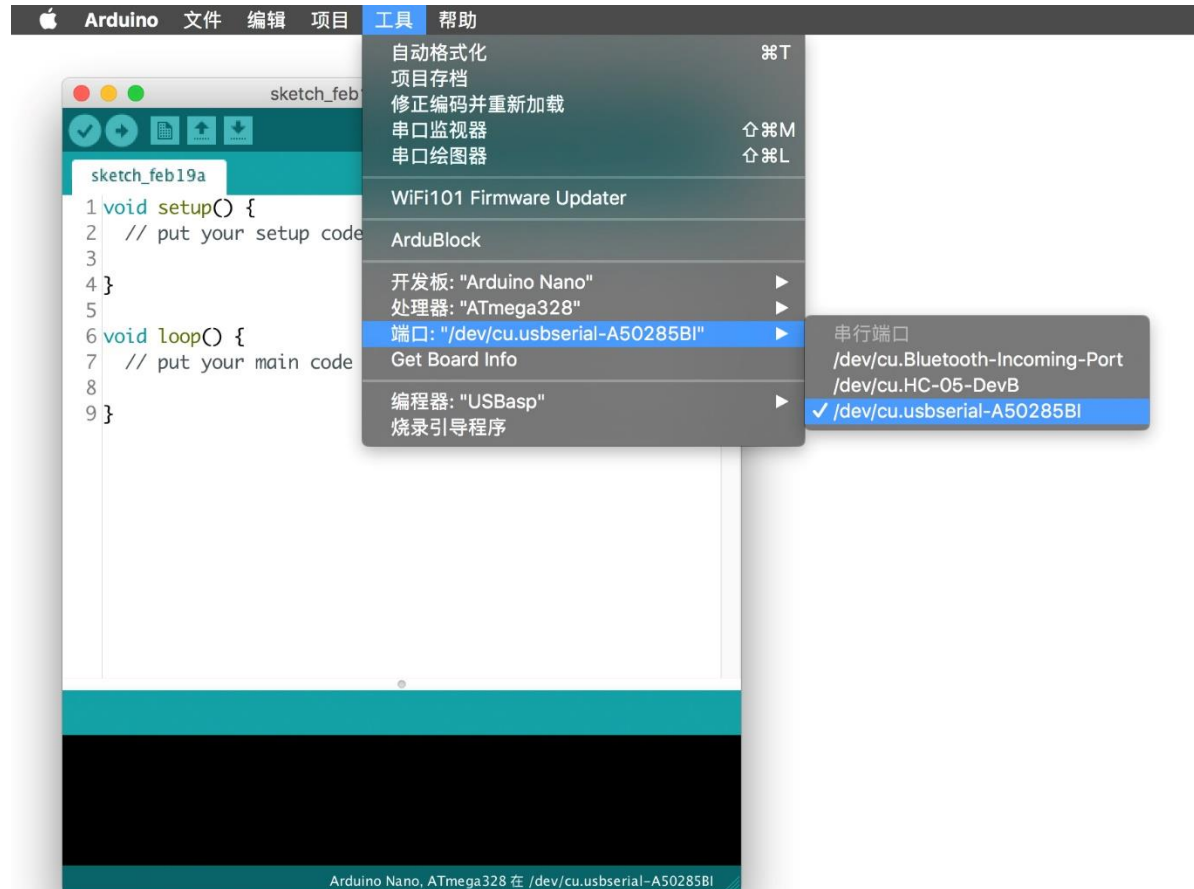 Arduino 文件 编辑 项目 工具 帮助
自动格式化 ⌘T
项目存档
修正编码并重新加载
串口监视器 ⇧⌘M
串口绘图器 ⇧⌘L
WiFi101 Firmware Updater
ArduBlock
开发板: "Arduino Nano"
处理器: "ATmega328"
端口: "/dev/cu.usbserial-A50285BI"
Get Board Info
编程器: "USBasp"
烧录引导程序
串行端口
/dev/cu.Bluetooth-Incoming-Port
/dev/cu.HC-05-DevB
✓ /dev/cu.usbserial-A50285BI
sketch_feb
sketch_feb19a
1 void setup() {
2 // put your setup code
3
4 }
5
6 void loop() {
7 // put your main code
8
9 }
Arduino Nano, ATmega328 在 /dev/cu.usbserial-A50285BI